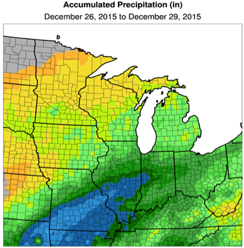 Accumulated Precipitation (in)
December 26, 2015 to December 29, 2015